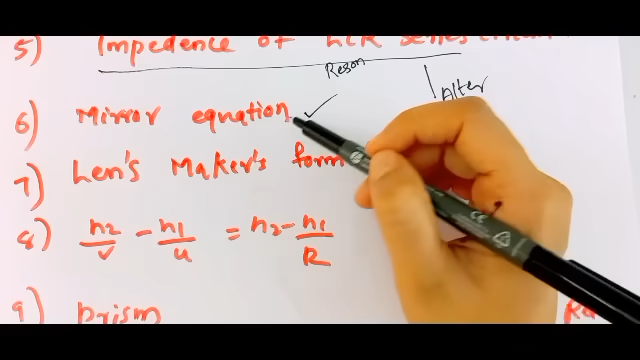 5) Impedence of LCR series
Reson
Alter
6) Mirror equation ✓
7) Len's Maker's form
8) n2/v - n1/u = n2 - n1/R
9) prism